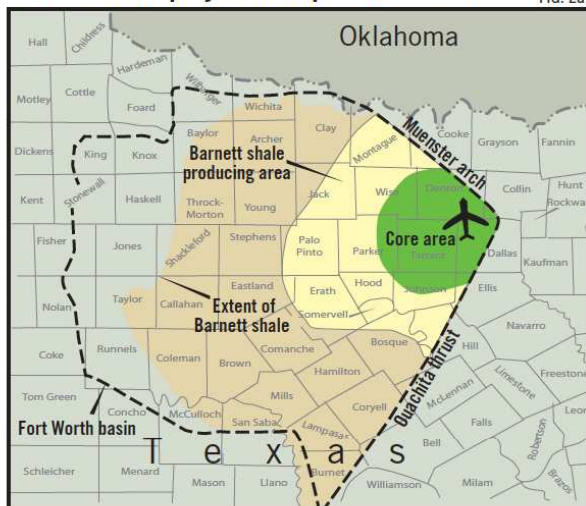 Oklahoma
Hall
Childress
Hardeman
Motley
Cottle
Foard
Wilbarger
Wichita
Clay
Montague
Cooke
Grayson
Fannin
Muenster arch
Dickens
King
Knox
Baylor
Archer
Barnett shale
producing area
Jack
Wise
Denton
Collin
Hunt
Rockwa
Kent
Stonewall
Haskell
Throck-
Morton
Young
Core area
Fisher
Jones
Shackleford
Stephens
Palo
Pinto
Parker
Tarrant
Dallas
Kaufman
Nolan
Taylor
Callahan
Eastland
Erath
Hood
Johnson
Ellis
Extent of
Barnett shale
Somervell
Navarro
Coke
Runnels
Coleman
Brown
Comanche
Bosque
Hill
Ouachita thrust
Freestone
Hamilton
Limestone
McLennan
Tom Green
Concho
McCulloch
Mills
Coryell
Falls
Leon
Fort Worth basin
San Saba
Lampasas
Bell
Robertson
Texas
Schleicher
Menard
Mason
Llano
Burnet
Williamson
Milam
Brazos